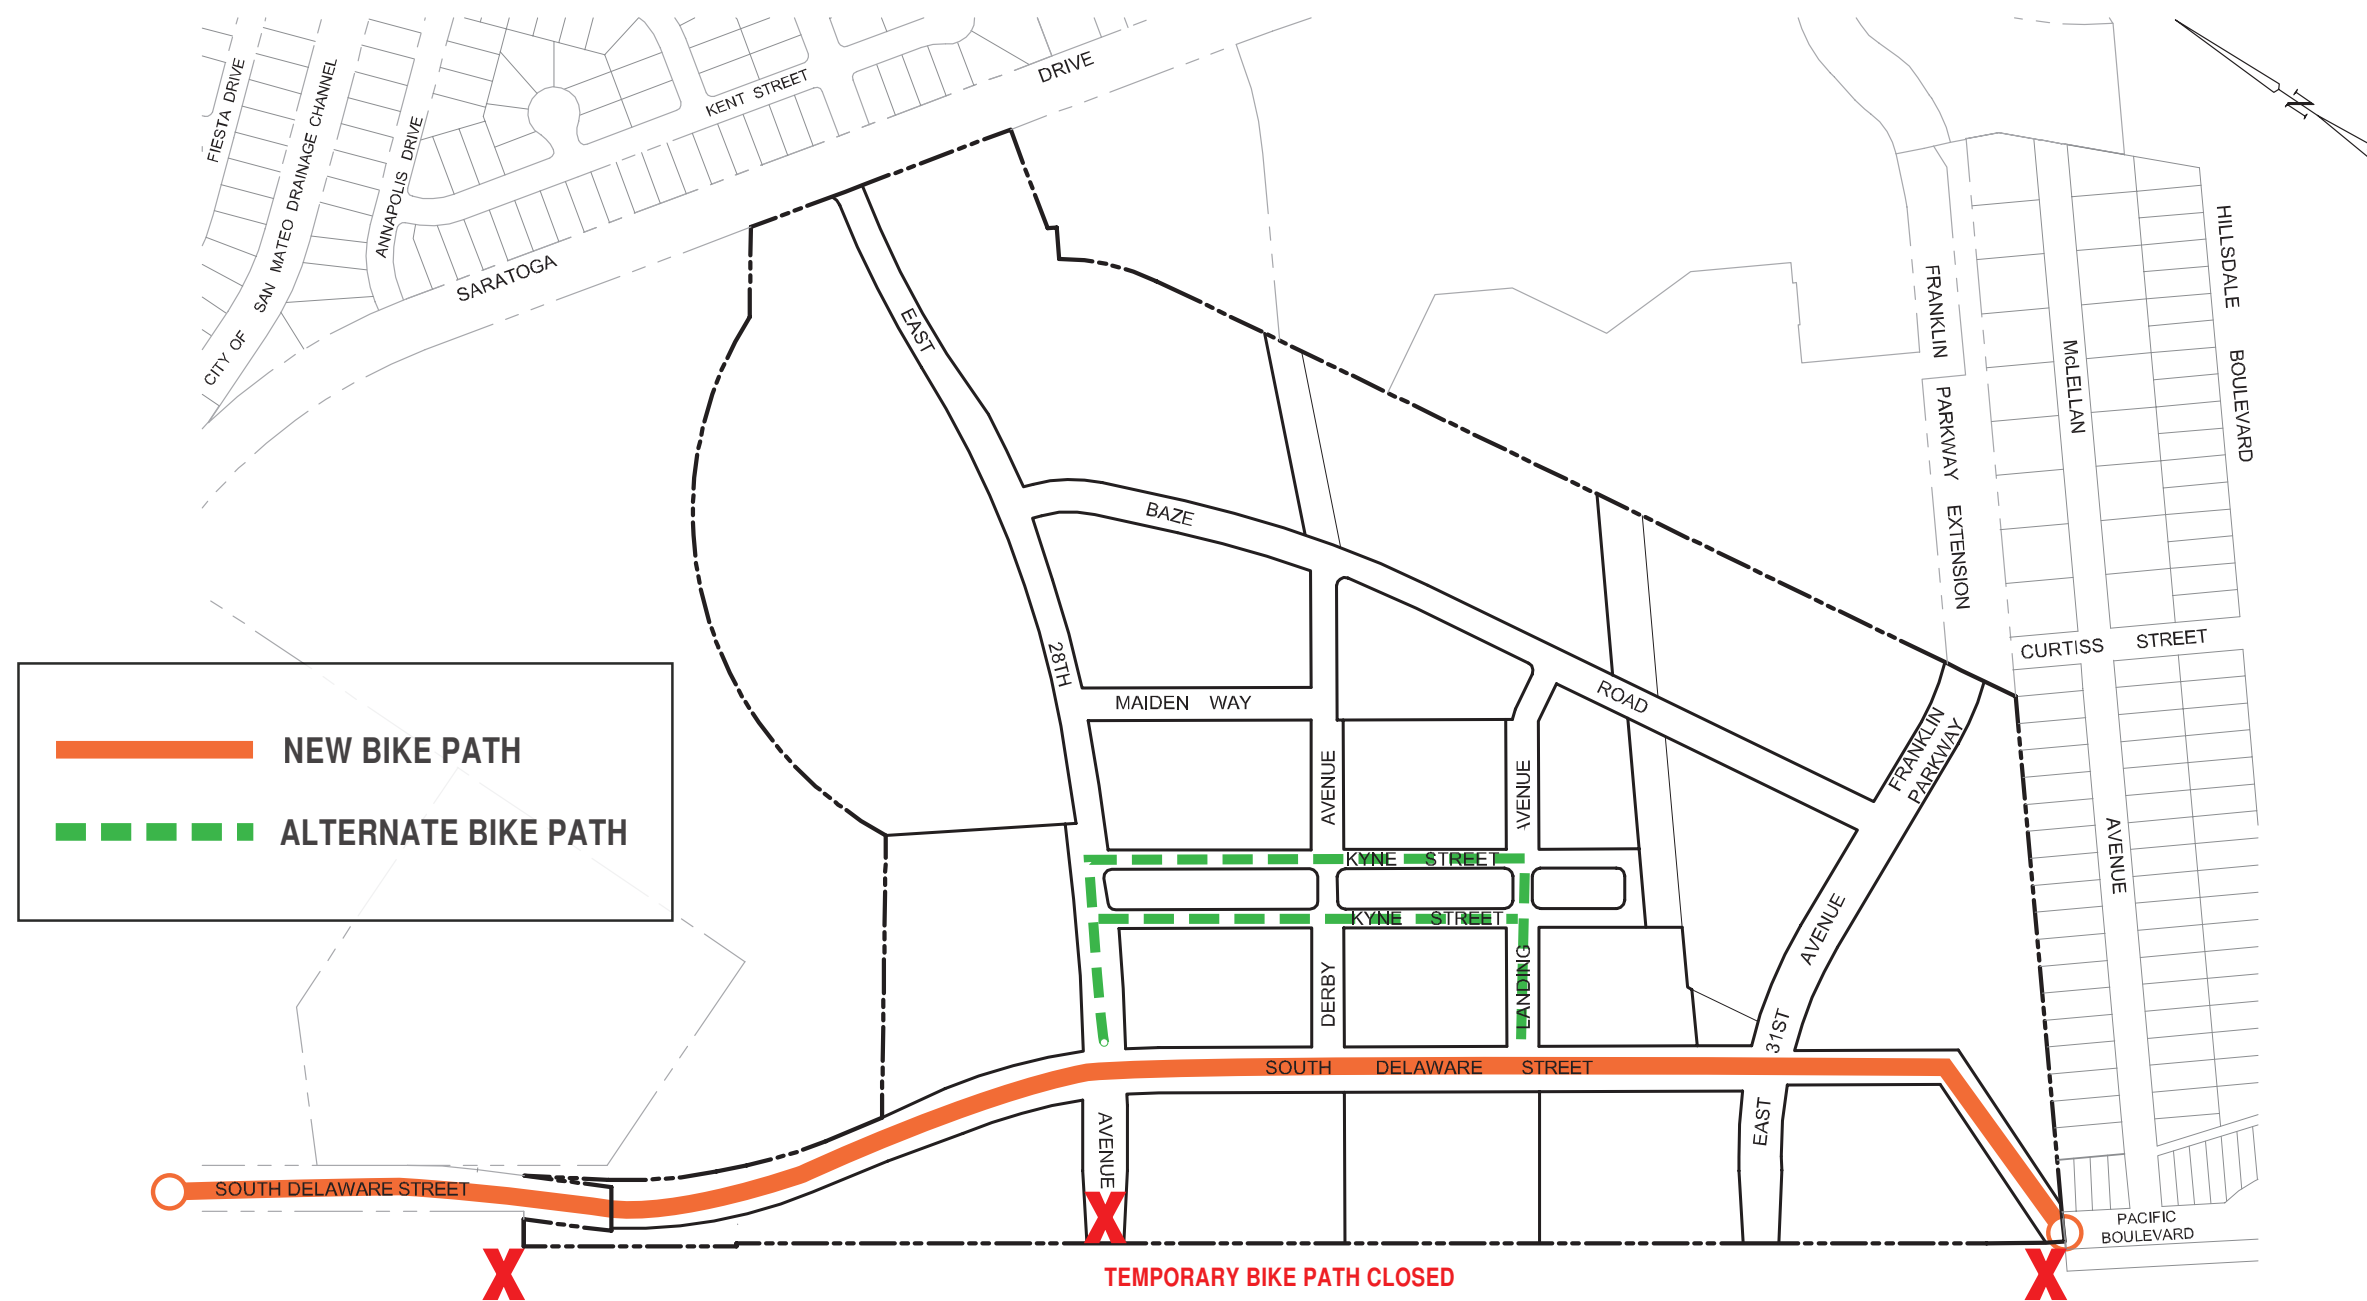 FIESTA DRIVE
CITY OF SAN MATEO DRAINAGE CHANNEL
ANNAPOLIS DRIVE
KENT STREET
SARATOGA DRIVE
N
HILLSDALE BOULEVARD
McLELLAN AVENUE
FRANKLIN PARKWAY EXTENSION
CURTISS STREET
EAST 28TH AVENUE
BAZE ROAD
MAIDEN WAY
FRANKLIN
PARKWAY
NEW BIKE PATH
ALTERNATE BIKE PATH
DERBY AVENUE
LANDING AVENUE
KYNE STREET
KYNE STREET
EAST 31ST AVENUE
SOUTH DELAWARE STREET
SOUTH DELAWARE STREET
PACIFIC
BOULEVARD
X
X
X
TEMPORARY BIKE PATH CLOSED